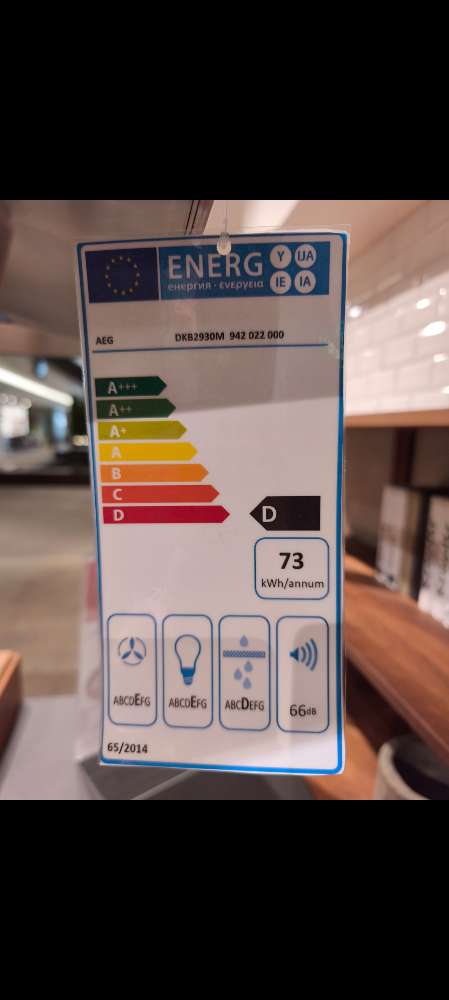 ENERG Y UA
енергия · ενεργεια IE IA
AEG DKB2930M 942 022 000
A+++
A++
A+
A
B
C
D
D
73
kWh/annum
ABCDEFG
ABCDEFG
ABCDEFG
66dB
65/2014